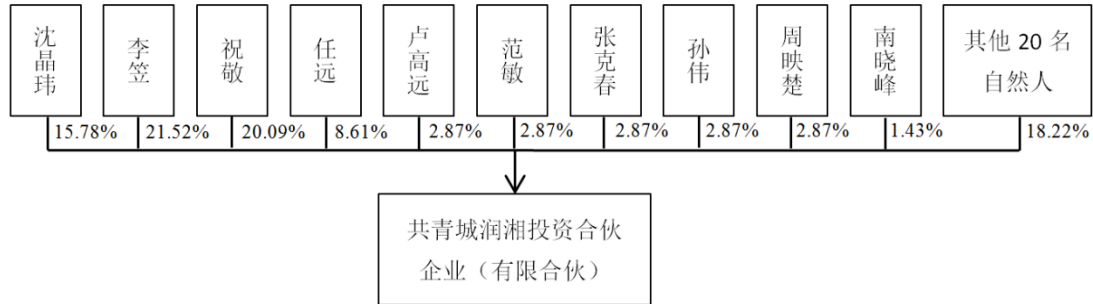 沈晶玮
李笠
祝敬
任远
卢高远
范敏
张克春
孙伟
周映楚
南晓峰
其他 20 名
自然人
15.78%
21.52%
20.09%
8.61%
2.87%
2.87%
2.87%
2.87%
2.87%
1.43%
18.22%
共青城润湘投资合伙
企业（有限合伙）